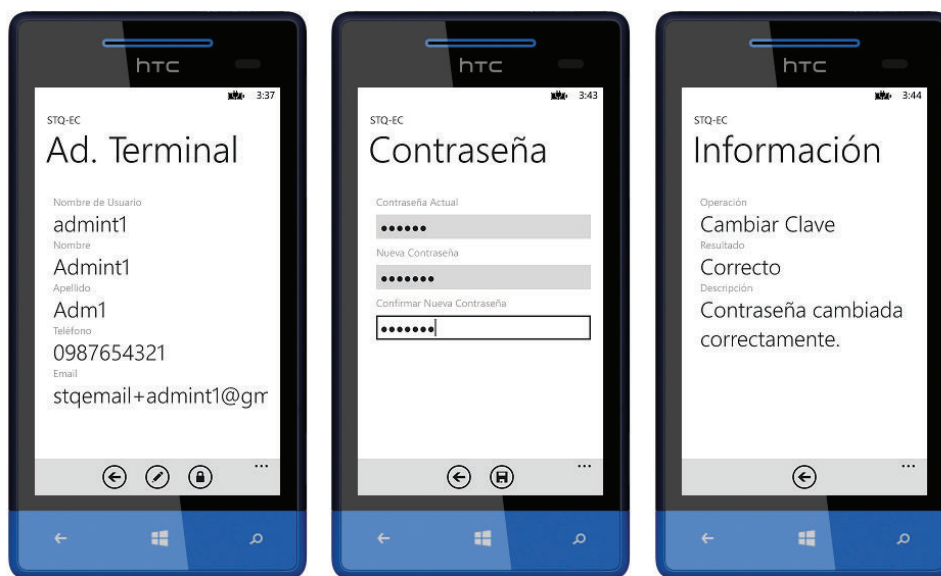 hTC
3:37
STQ-EC
Ad. Terminal
Nombre de Usuario
admint1
Nombre
Admint1
Apellido
Adm1
Teléfono
0987654321
Email
stqemail+admint1@gm
hTC
3:43
STQ-EC
Contraseña
Contraseña Actual
Nueva Contraseña
Confirmar Nueva Contraseña
hTC
3:44
STQ-EC
Información
Operación
Cambiar Clave
Resultado
Correcto
Descripción
Contraseña cambiada
correctamente.